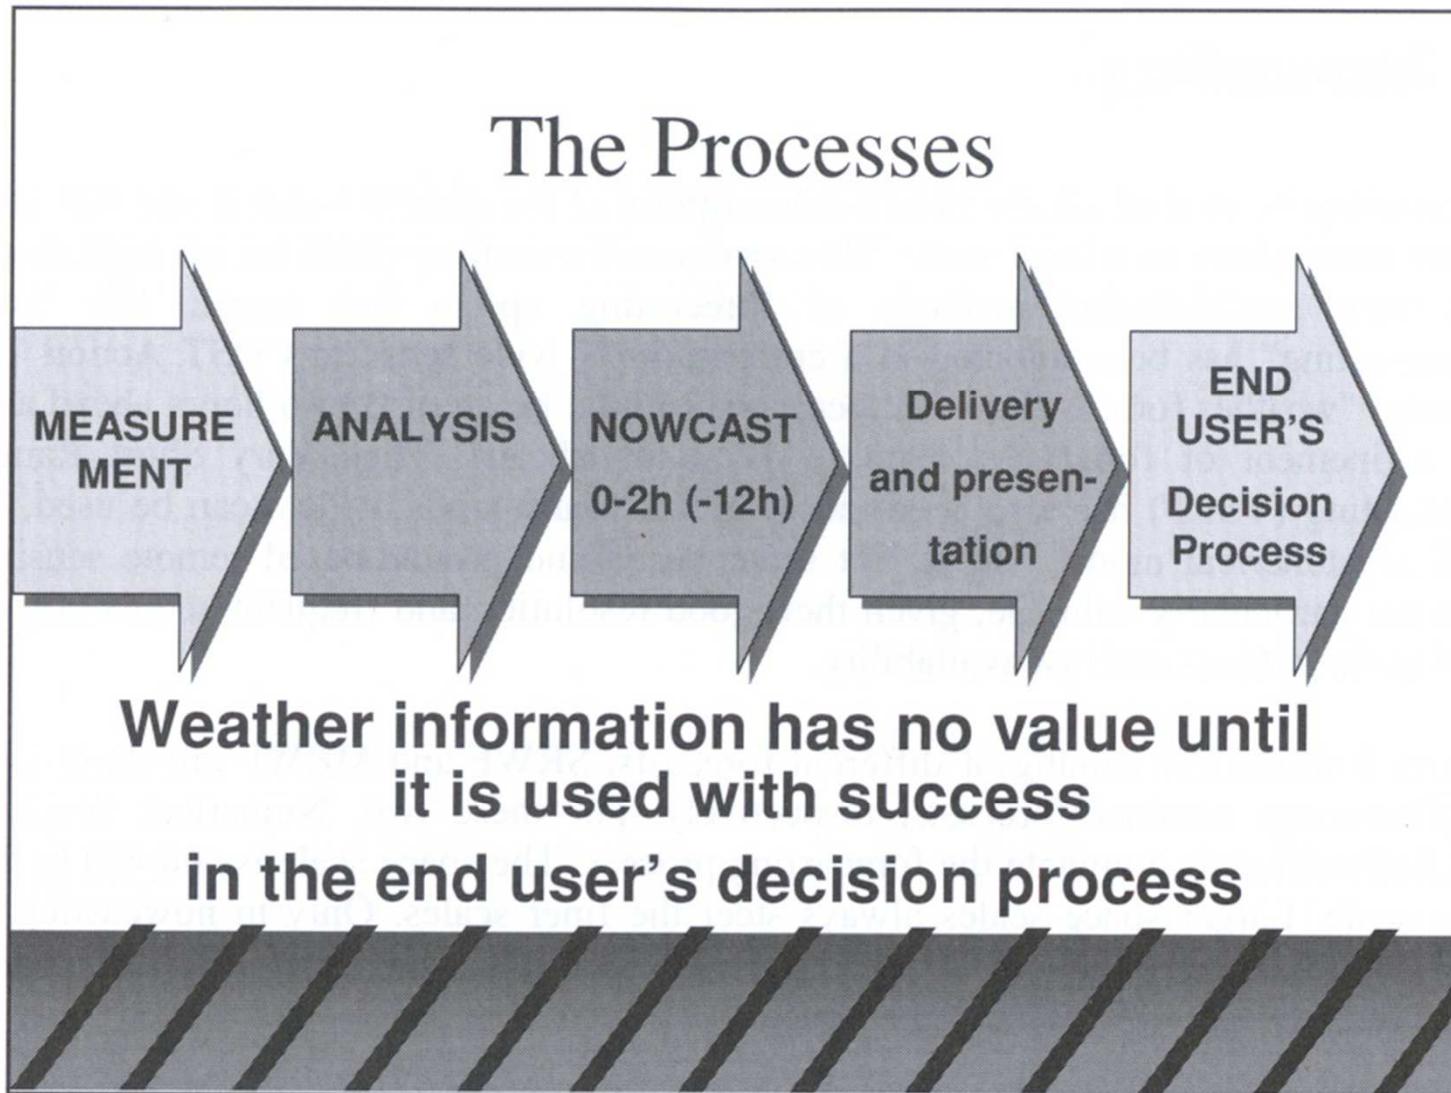 The Processes
MEASURE
MENT
ANALYSIS
NOWCAST
0-2h (-12h)
Delivery
and presen-
tation
END
USER'S
Decision
Process
Weather information has no value until
it is used with success
in the end user's decision process